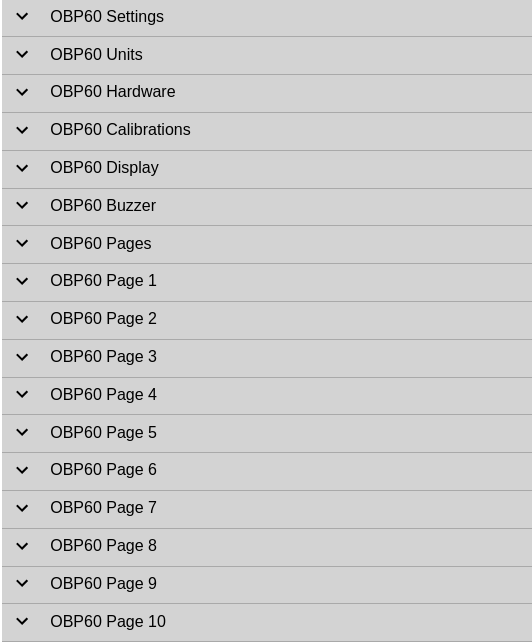 OBP60 Settings
OBP60 Units
OBP60 Hardware
OBP60 Calibrations
OBP60 Display
OBP60 Buzzer
OBP60 Pages
OBP60 Page 1
OBP60 Page 2
OBP60 Page 3
OBP60 Page 4
OBP60 Page 5
OBP60 Page 6
OBP60 Page 7
OBP60 Page 8
OBP60 Page 9
OBP60 Page 10